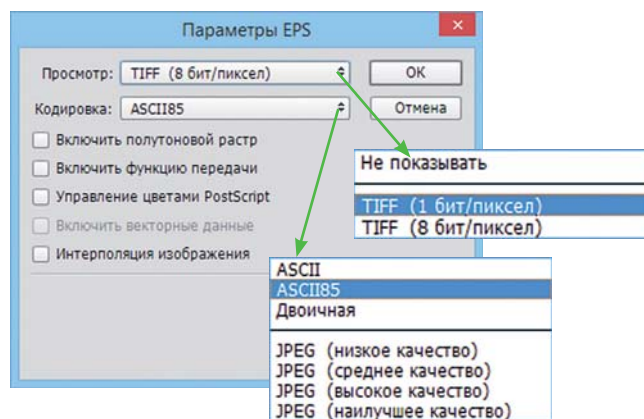 Параметры EPS
Просмотр: TIFF (8 бит/пиксел) OK
Кодировка: ASCII85 Отмена
Включить полутоновой растр
Включить функцию передачи
Управление цветами PostScript
Включить векторные данные
Интерполяция изображения
Не показывать
TIFF (1 бит/пиксел)
TIFF (8 бит/пиксел)
ASCII
ASCII85
Двоичная
JPEG (низкое качество)
JPEG (среднее качество)
JPEG (высокое качество)
JPEG (наилучшее качество)